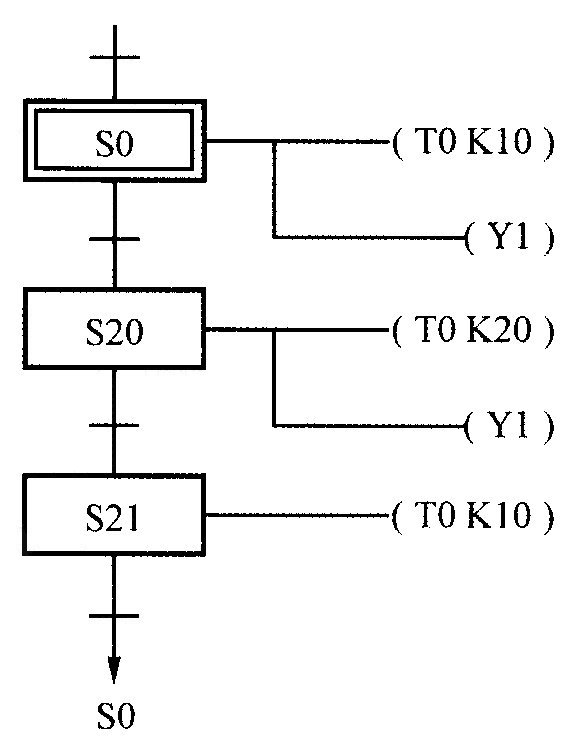 S0 ( T0 K10 )
( Y1 )
S20 ( T0 K20 )
( Y1 )
S21 ( T0 K10 )
S0